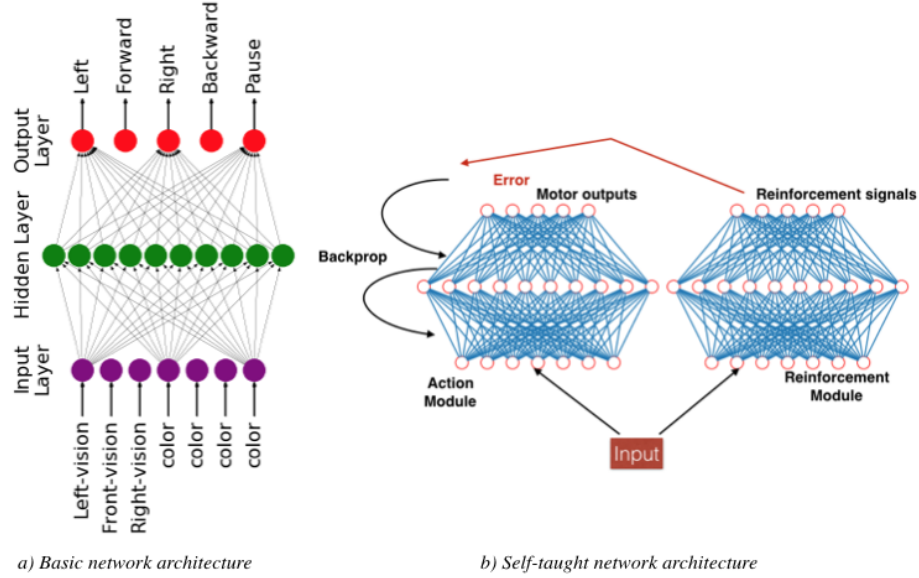 Left
Forward
Right
Backward
Pause
Output
Layer
Hidden Layer
Input
Layer
Left-vision
Front-vision
Right-vision
color
color
color
color
a) Basic network architecture
Error
Motor outputs
Reinforcement signals
Backprop
Action
Module
Reinforcement
Module
Input
b) Self-taught network architecture